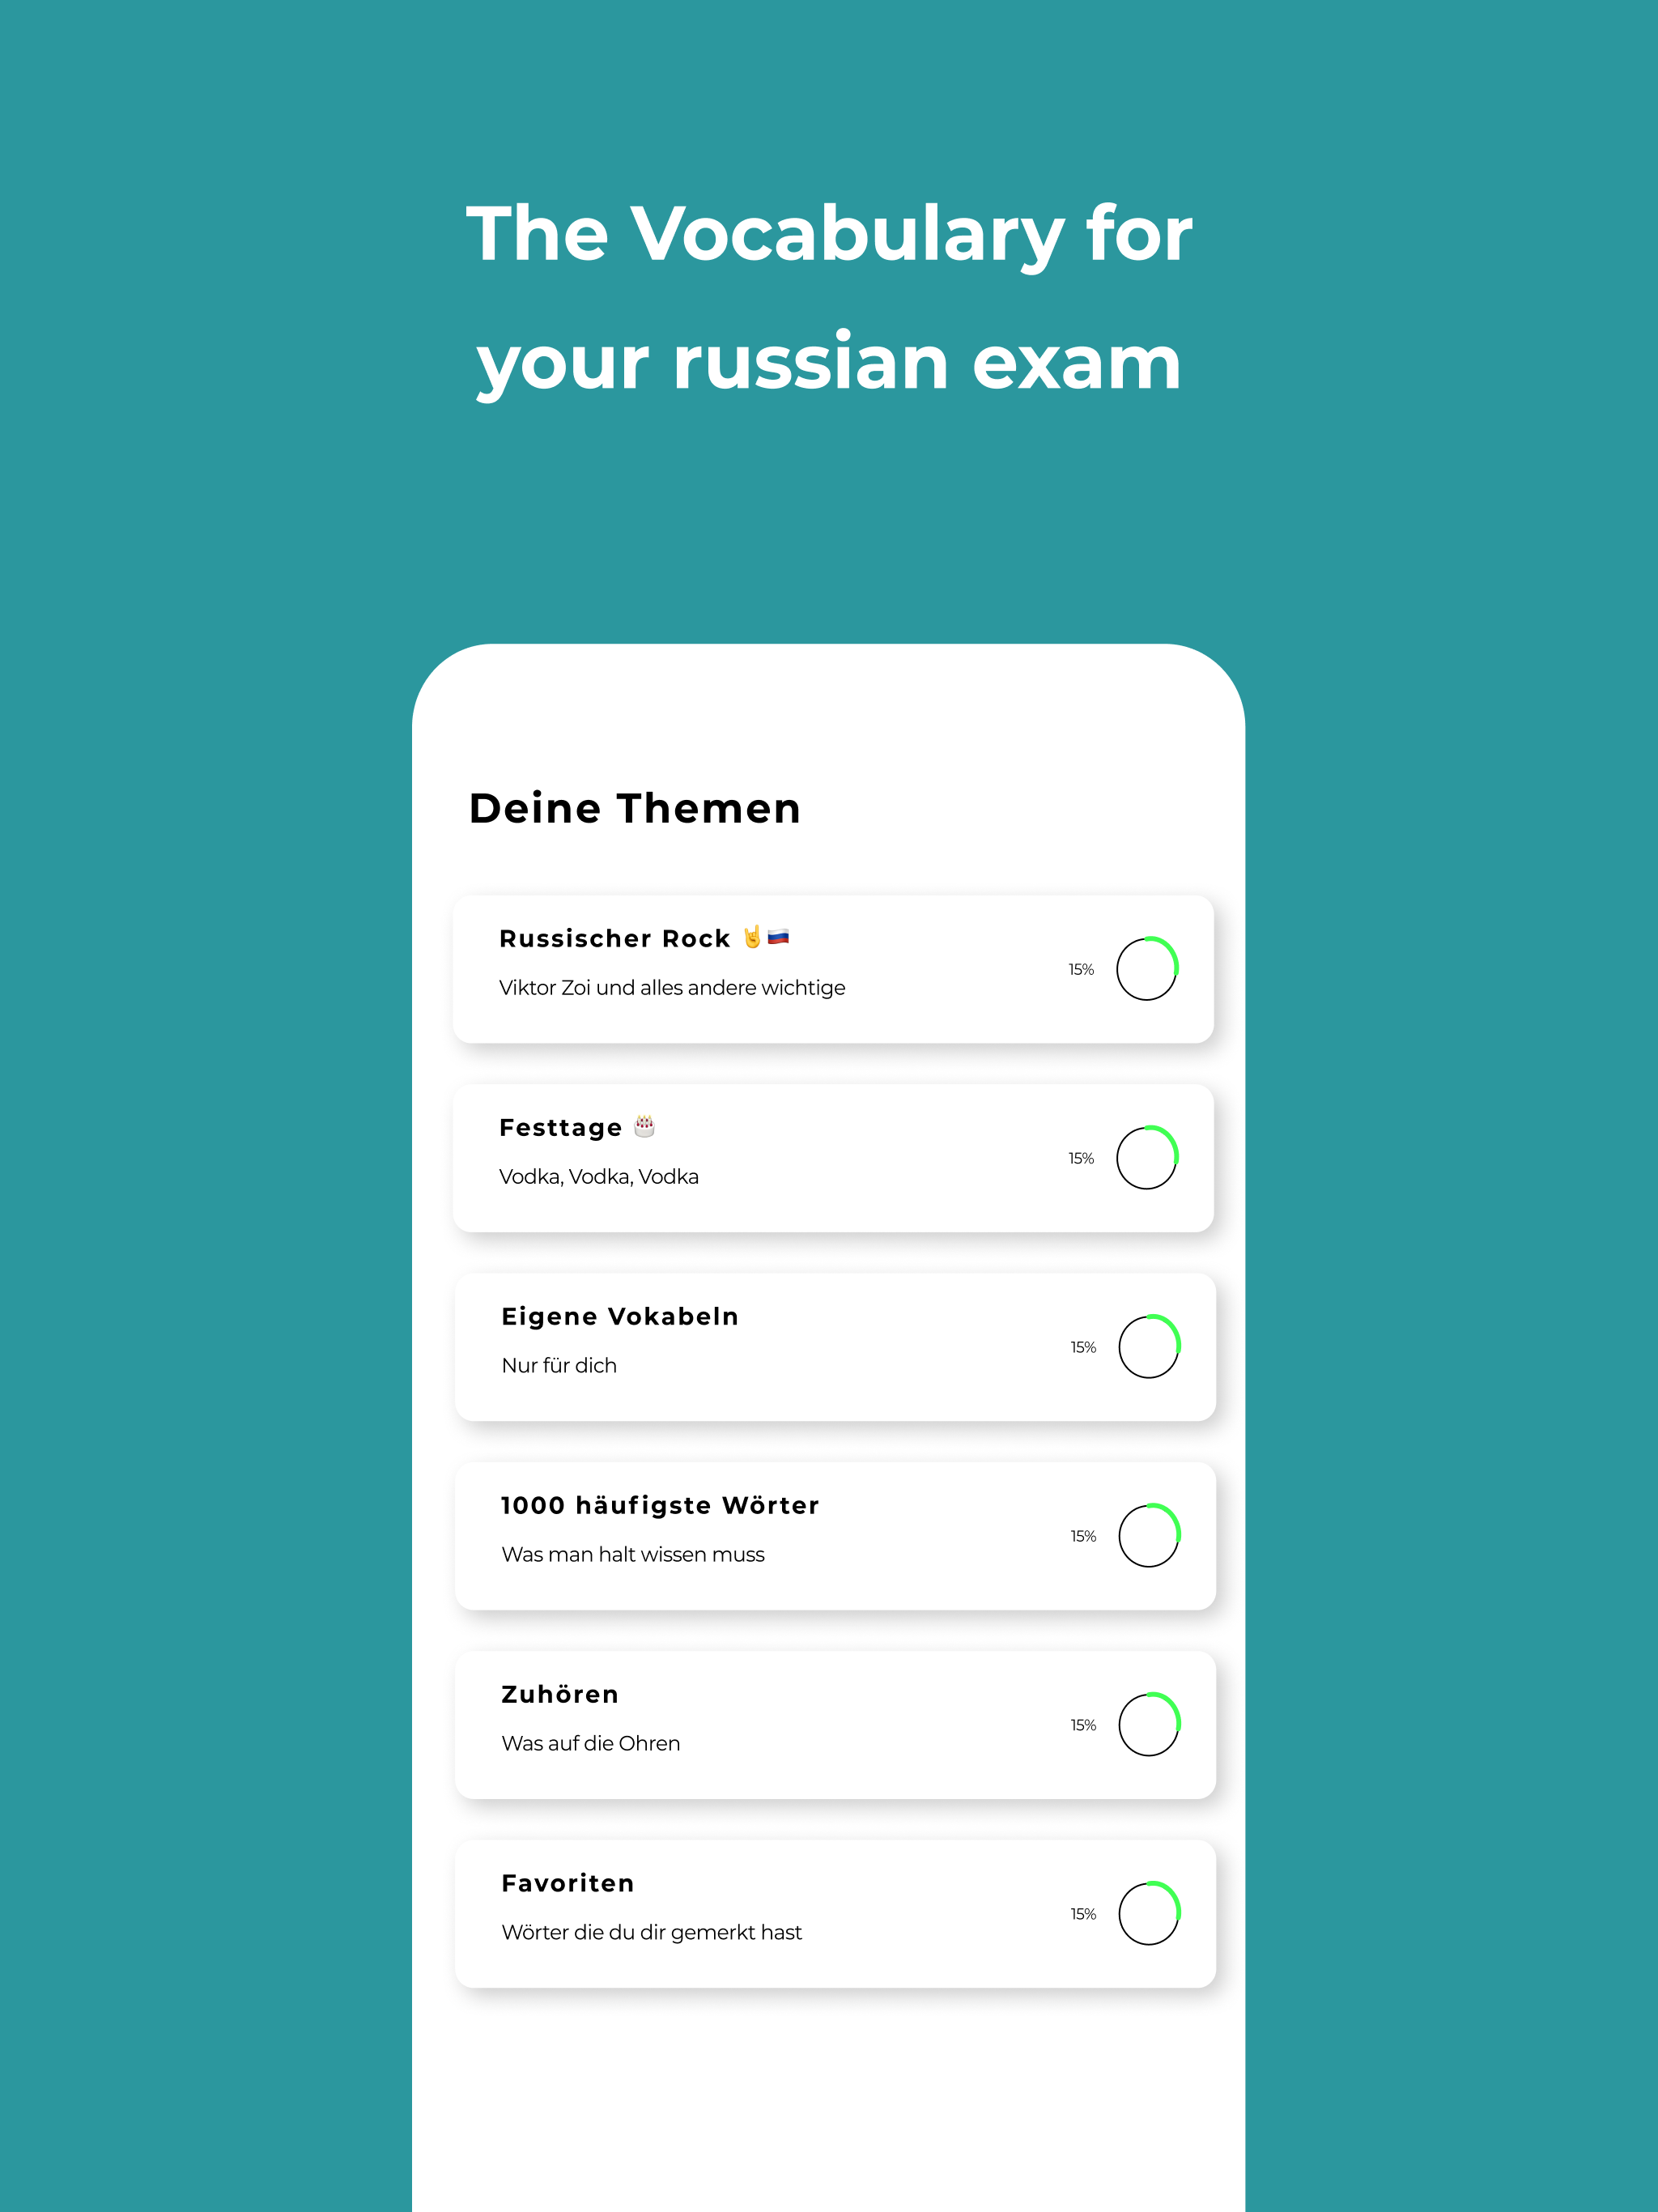 The Vocabulary for
your russian exam
Deine Themen
Russischer Rock 🤘🇷🇺
Viktor Zoi und alles andere wichtige
15%
Festtage 🎂
Vodka, Vodka, Vodka
15%
Eigene Vokabeln
Nur für dich
15%
1000 häufigste Wörter
Was man halt wissen muss
15%
Zuhören
Was auf die Ohren
15%
Favoriten
Wörter die du dir gemerkt hast
15%